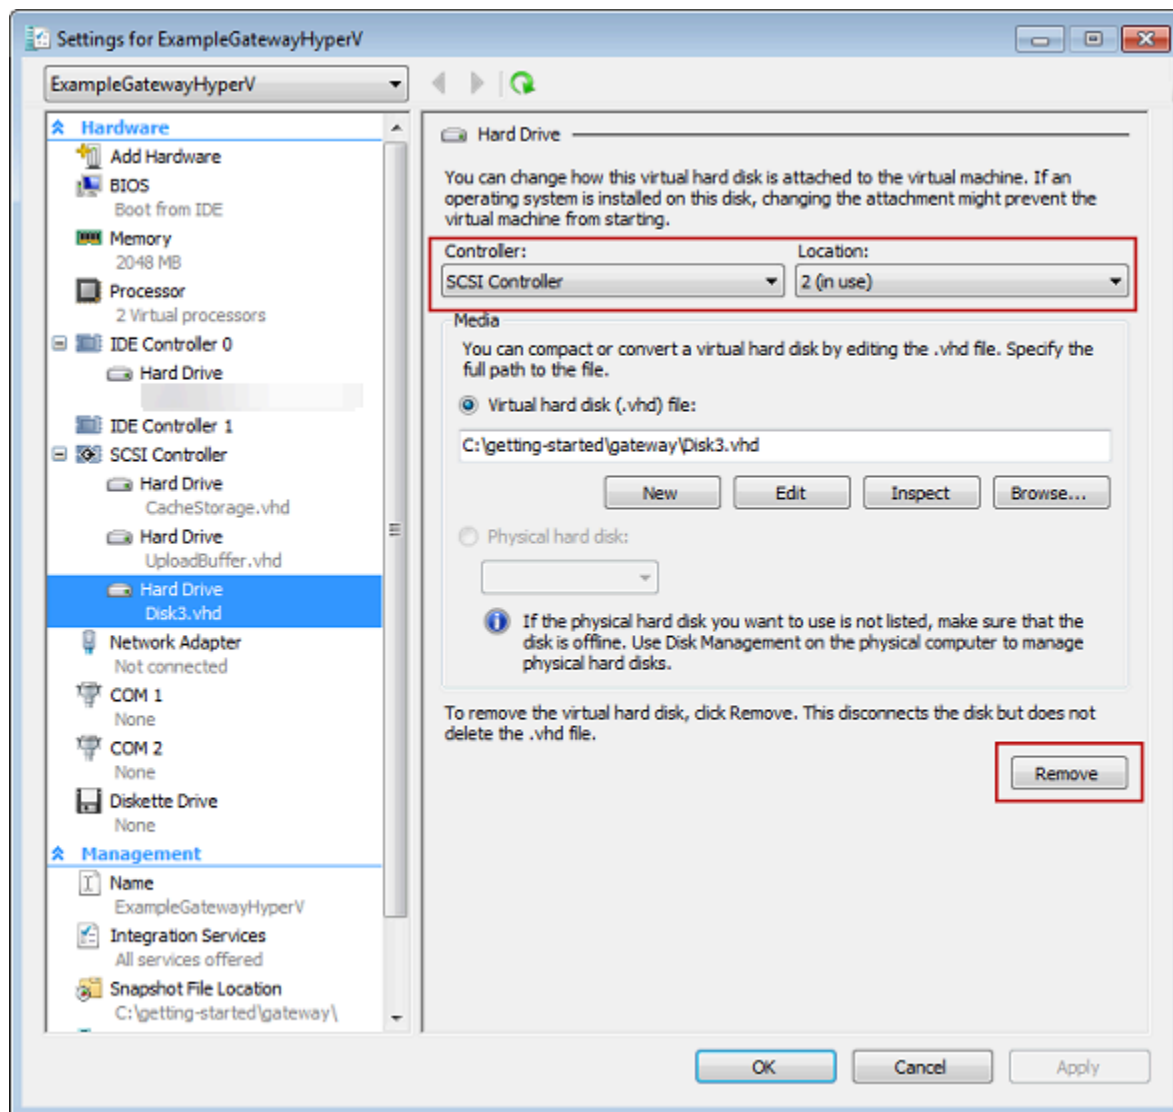 Settings for ExampleGatewayHyperV
ExampleGatewayHyperV
Hardware
Add Hardware
BIOS
Boot from IDE
Memory
2048 MB
Processor
2 Virtual processors
IDE Controller 0
Hard Drive
IDE Controller 1
SCSI Controller
Hard Drive
CacheStorage.vhd
Hard Drive
UploadBuffer.vhd
Hard Drive
Disk3.vhd
Network Adapter
Not connected
COM 1
None
COM 2
None
Diskette Drive
None
Management
Name
ExampleGatewayHyperV
Integration Services
All services offered
Snapshot File Location
C:\getting-started\gateway\
Hard Drive
You can change how this virtual hard disk is attached to the virtual machine. If an
operating system is installed on this disk, changing the attachment might prevent the
virtual machine from starting.
Controller:
Location:
SCSI Controller
2 (in use)
Media
You can compact or convert a virtual hard disk by editing the .vhd file. Specify the
full path to the file.
Virtual hard disk (.vhd) file:
C:\getting-started\gateway\Disk3.vhd
New
Edit
Inspect
Browse...
Physical hard disk:
If the physical hard disk you want to use is not listed, make sure that the
disk is offline. Use Disk Management on the physical computer to manage
physical hard disks.
To remove the virtual hard disk, click Remove. This disconnects the disk but does not
delete the .vhd file.
Remove
OK
Cancel
Apply